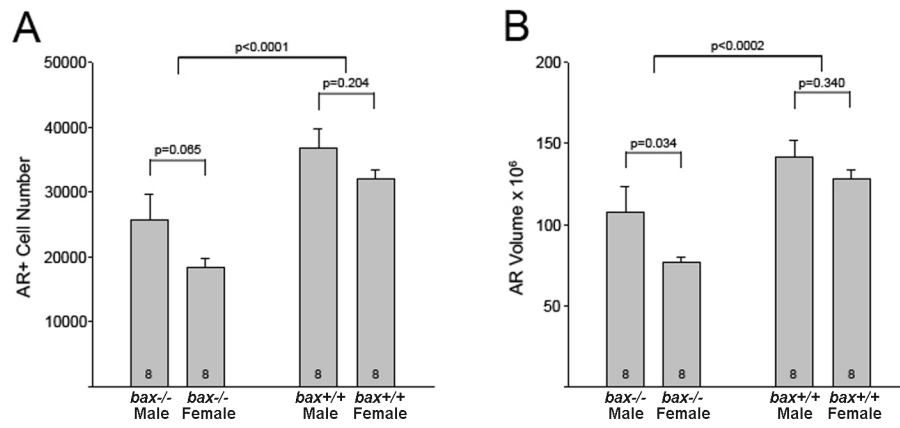 A
p<0.0001
50000
p=0.204
40000
p=0.065
30000
AR+ Cell Number
20000
10000
8
8
8
8
bax-/- bax-/- bax+/+ bax+/+
Male Female Male Female
B
p<0.0002
200
p=0.340
150
p=0.034
AR Volume x 10⁶
100
50
8
8
8
8
bax-/- bax-/- bax+/+ bax+/+
Male Female Male Female